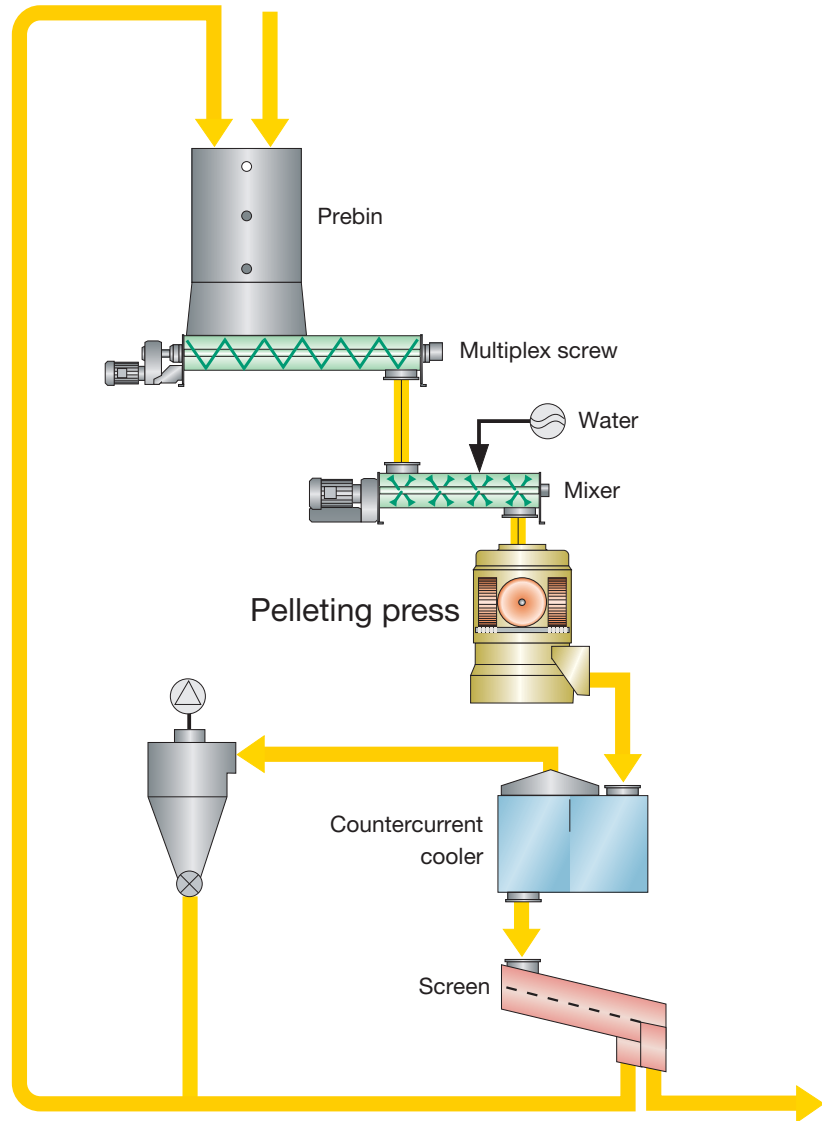 Prebin
Multiplex screw
Water
Mixer
Pelleting press
Countercurrent
cooler
Screen